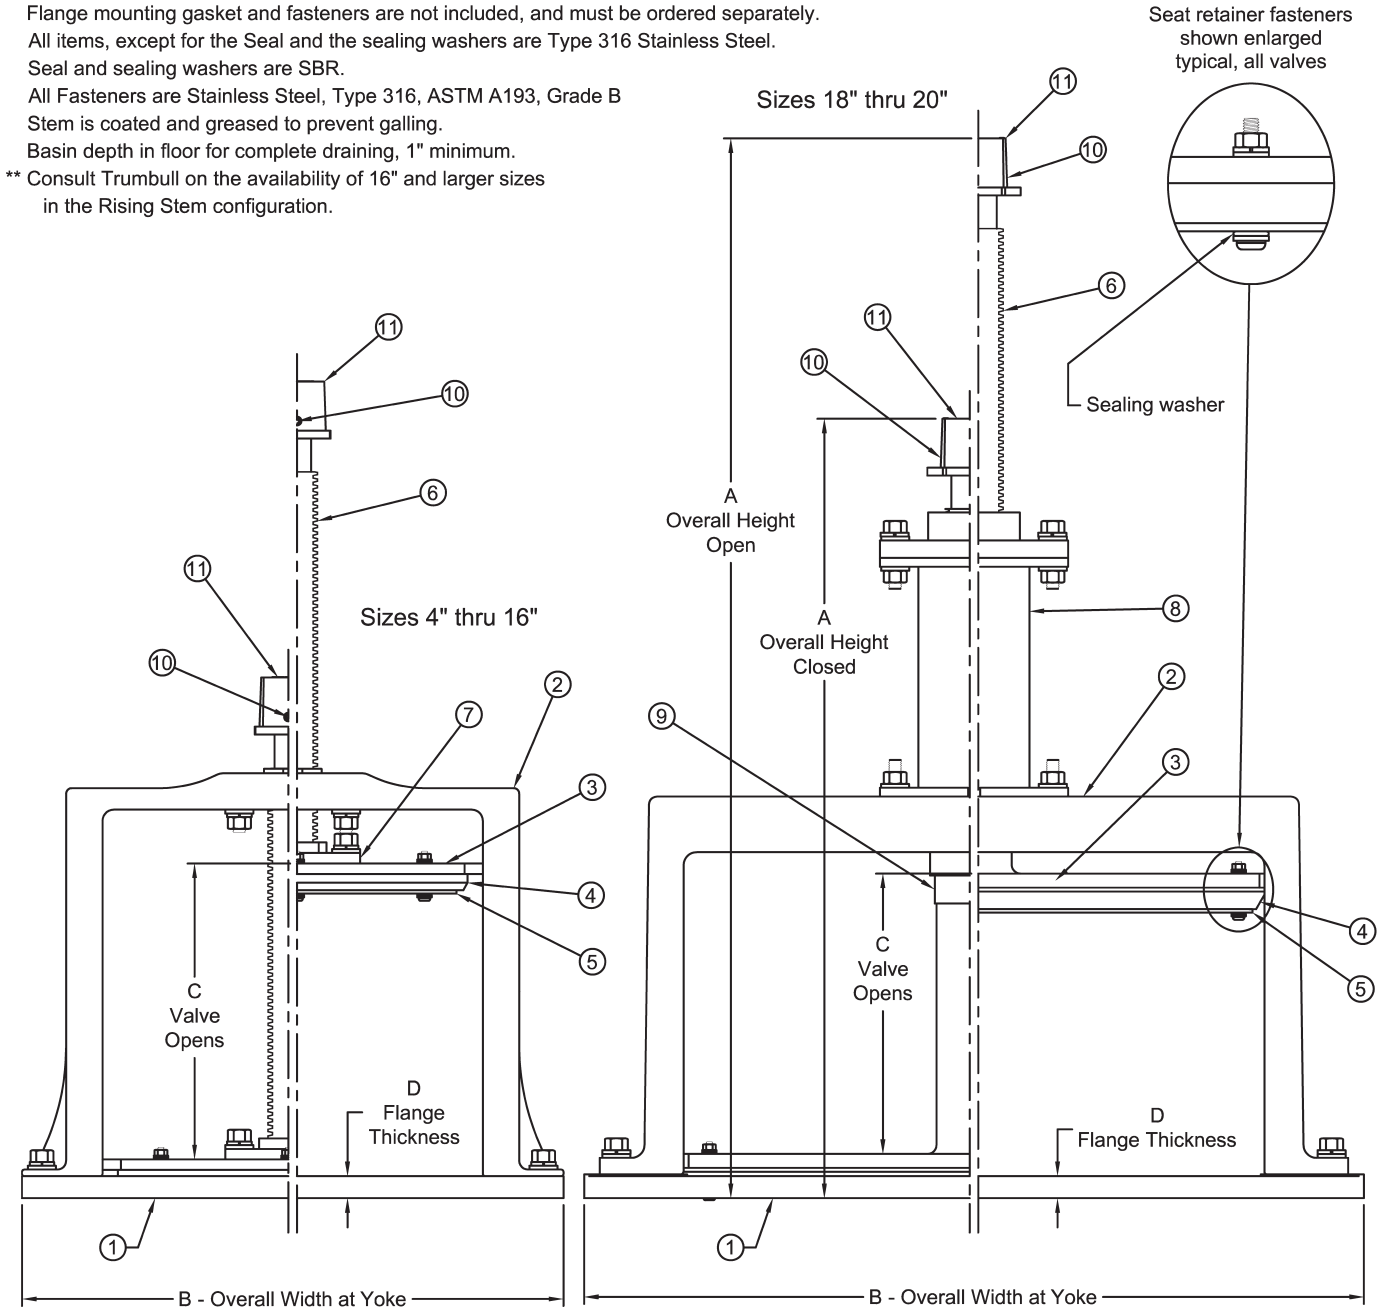 Flange mounting gasket and fasteners are not included, and must be ordered separately.
All items, except for the Seal and the sealing washers are Type 316 Stainless Steel.
Seal and sealing washers are SBR.
All Fasteners are Stainless Steel, Type 316, ASTM A193, Grade B
Stem is coated and greased to prevent galling.
Basin depth in floor for complete draining, 1" minimum.
** Consult Trumbull on the availability of 16" and larger sizes
in the Rising Stem configuration.
Seat retainer fasteners
shown enlarged
typical, all valves
Sizes 18" thru 20"
11
10
6
11
10
Sealing washer
A
Overall Height
Open
A
Overall Height
Closed
8
2
9
3
4
5
C
Valve
Opens
D
Flange Thickness
1
B - Overall Width at Yoke
11
10
6
11
Sizes 4" thru 16"
10
2
7
3
4
5
C
Valve
Opens
D
Flange
Thickness
1
B - Overall Width at Yoke